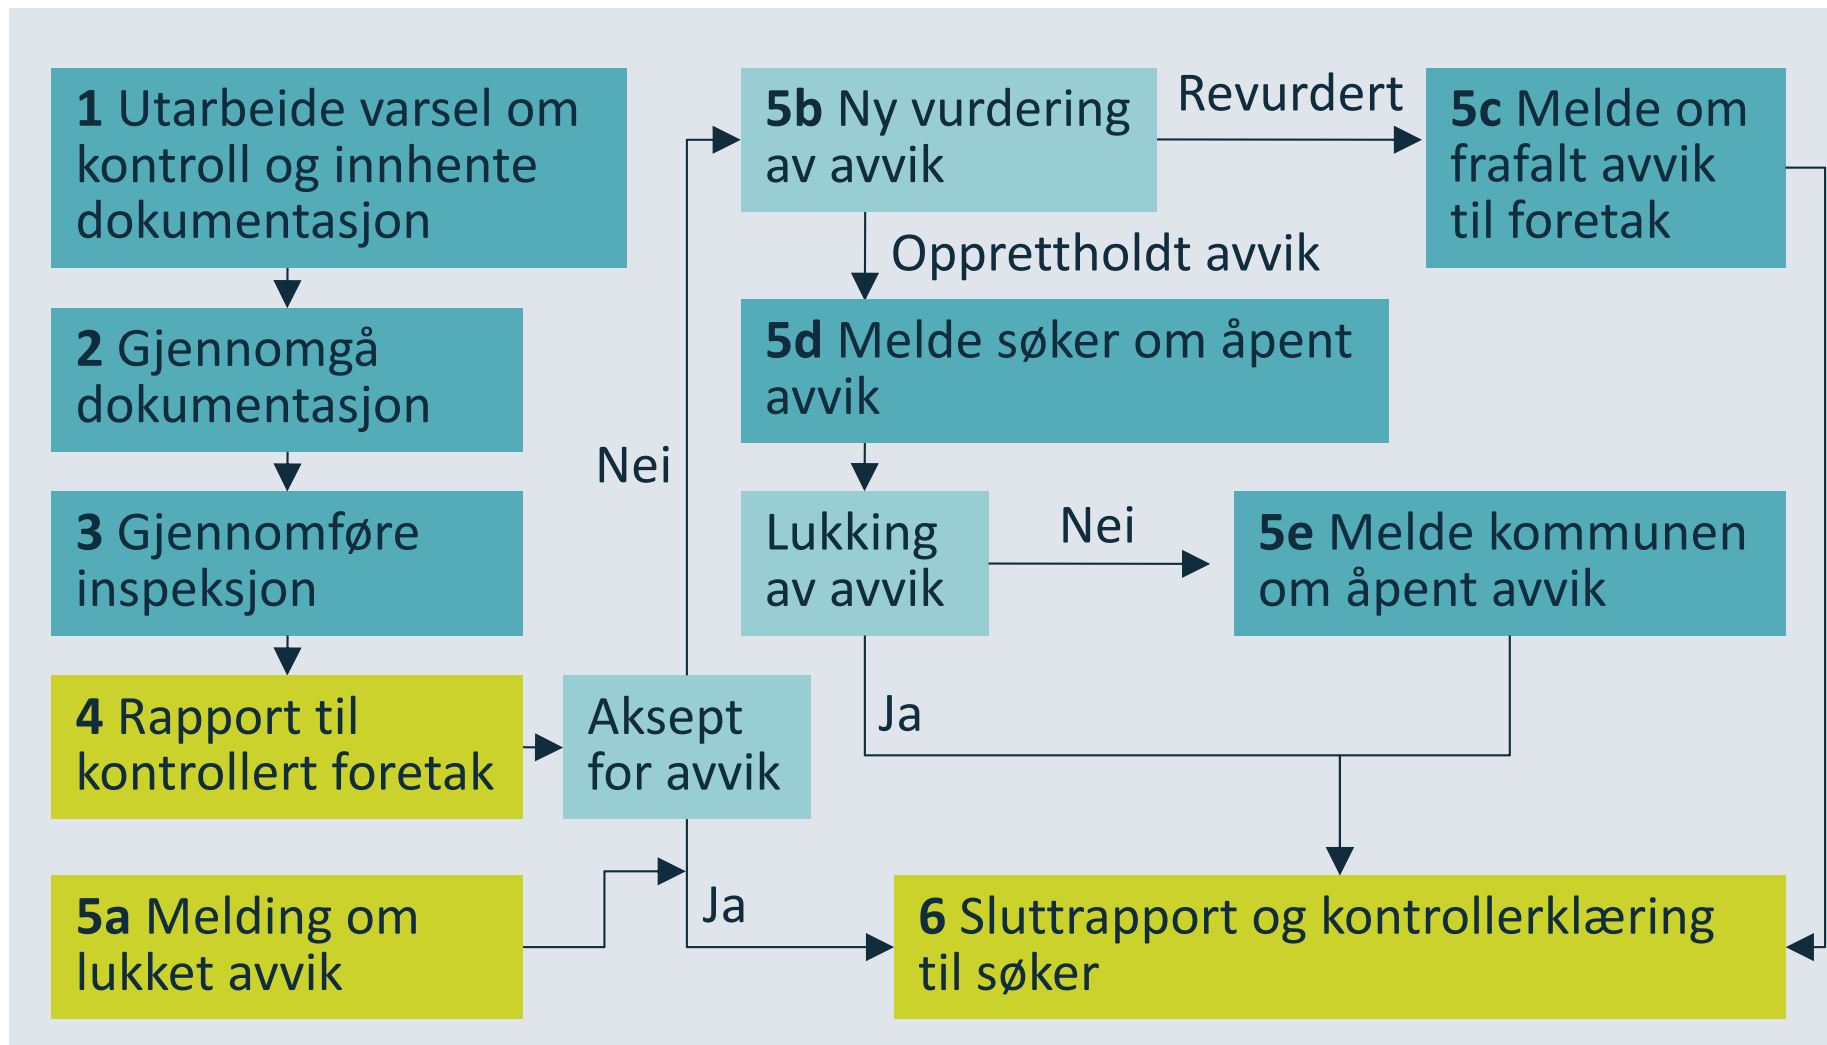 1 Utarbeide varsel om
kontroll og innhente
dokumentasjon
2 Gjennomgå
dokumentasjon
3 Gjennomføre
inspeksjon
4 Rapport til
kontrollert foretak
5a Melding om
lukket avvik
Aksept
for avvik
Nei
Ja
5b Ny vurdering
av avvik
Revurdert
5c Melde om
frafalt avvik
til foretak
Opprettholdt avvik
5d Melde søker om åpent
avvik
Lukking
av avvik
Nei
5e Melde kommunen
om åpent avvik
Ja
6 Sluttrapport og kontrollerklæring
til søker